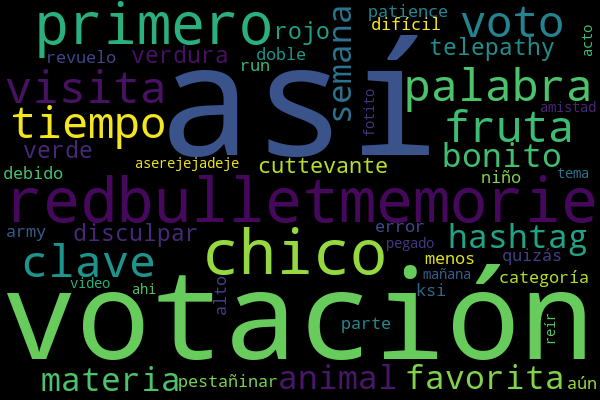 primero
rojo
semana
patience
difícil
voto
acto
revuelo
verdura
doble
run
telepathy
visita
así
fotito
palabra
amistad
tiempo
fruta
verde
aserejejadeje
cuttevante
bonito
debido
niño
tema
redbulletmemorie
army
disculpar
chico
error
pegado
hashtag
clave
menos
quizás
mañana
categoría
video
ahi
alto
ksi
votación
parte
reír
materia
pestañinar
animal
favorita
aún